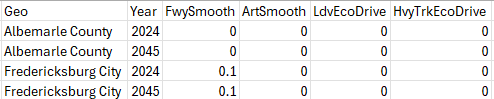 Geo Year FwySmooth ArtSmooth LdvEcoDrive HvyTrkEcoDrive
Albemarle County 2024 0 0 0 0
Albemarle County 2045 0 0 0 0
Fredericksburg City 2024 0.1 0 0 0
Fredericksburg City 2045 0.1 0 0 0